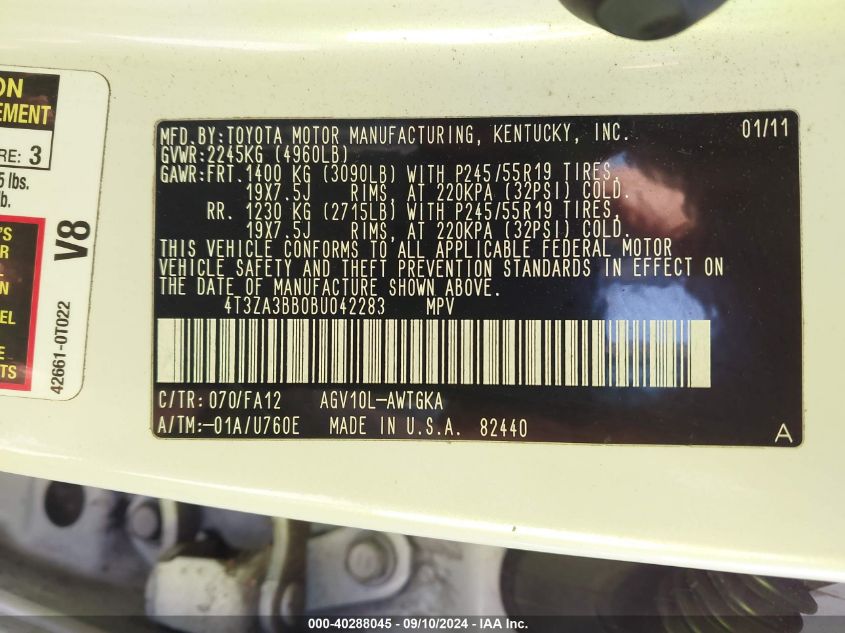 ON
EMENT
RE: 3
5 lbs.
b.
'S
R
L
N
EL
E
TS
V8
42661-0T022
MFD. BY: TOYOTA MOTOR MANUFACTURING, KENTUCKY, INC. 01/11
GVWR: 2245KG (4960LB)
GAWR: FRT. 1400 KG (3090LB) WITH P245/55R19 TIRES,
19X7.5J RIMS, AT 220KPA (32PSI) COLD.
RR. 1230 KG (2715LB) WITH P245/55R19 TIRES,
19X7.5J RIMS, AT 220KPA (32PSI) COLD.
THIS VEHICLE CONFORMS TO ALL APPLICABLE FEDERAL MOTOR
VEHICLE SAFETY AND THEFT PREVENTION STANDARDS IN EFFECT ON
THE DATE OF MANUFACTURE SHOWN ABOVE.
4T3ZA3BB0BU042283 MPV
C/TR: 070/FA12 AGV10L-AWTGKA
A/TM:-01A/U760E MADE IN U.S.A. 82440 A
000-40288045 - 09/10/2024 - IAA Inc.